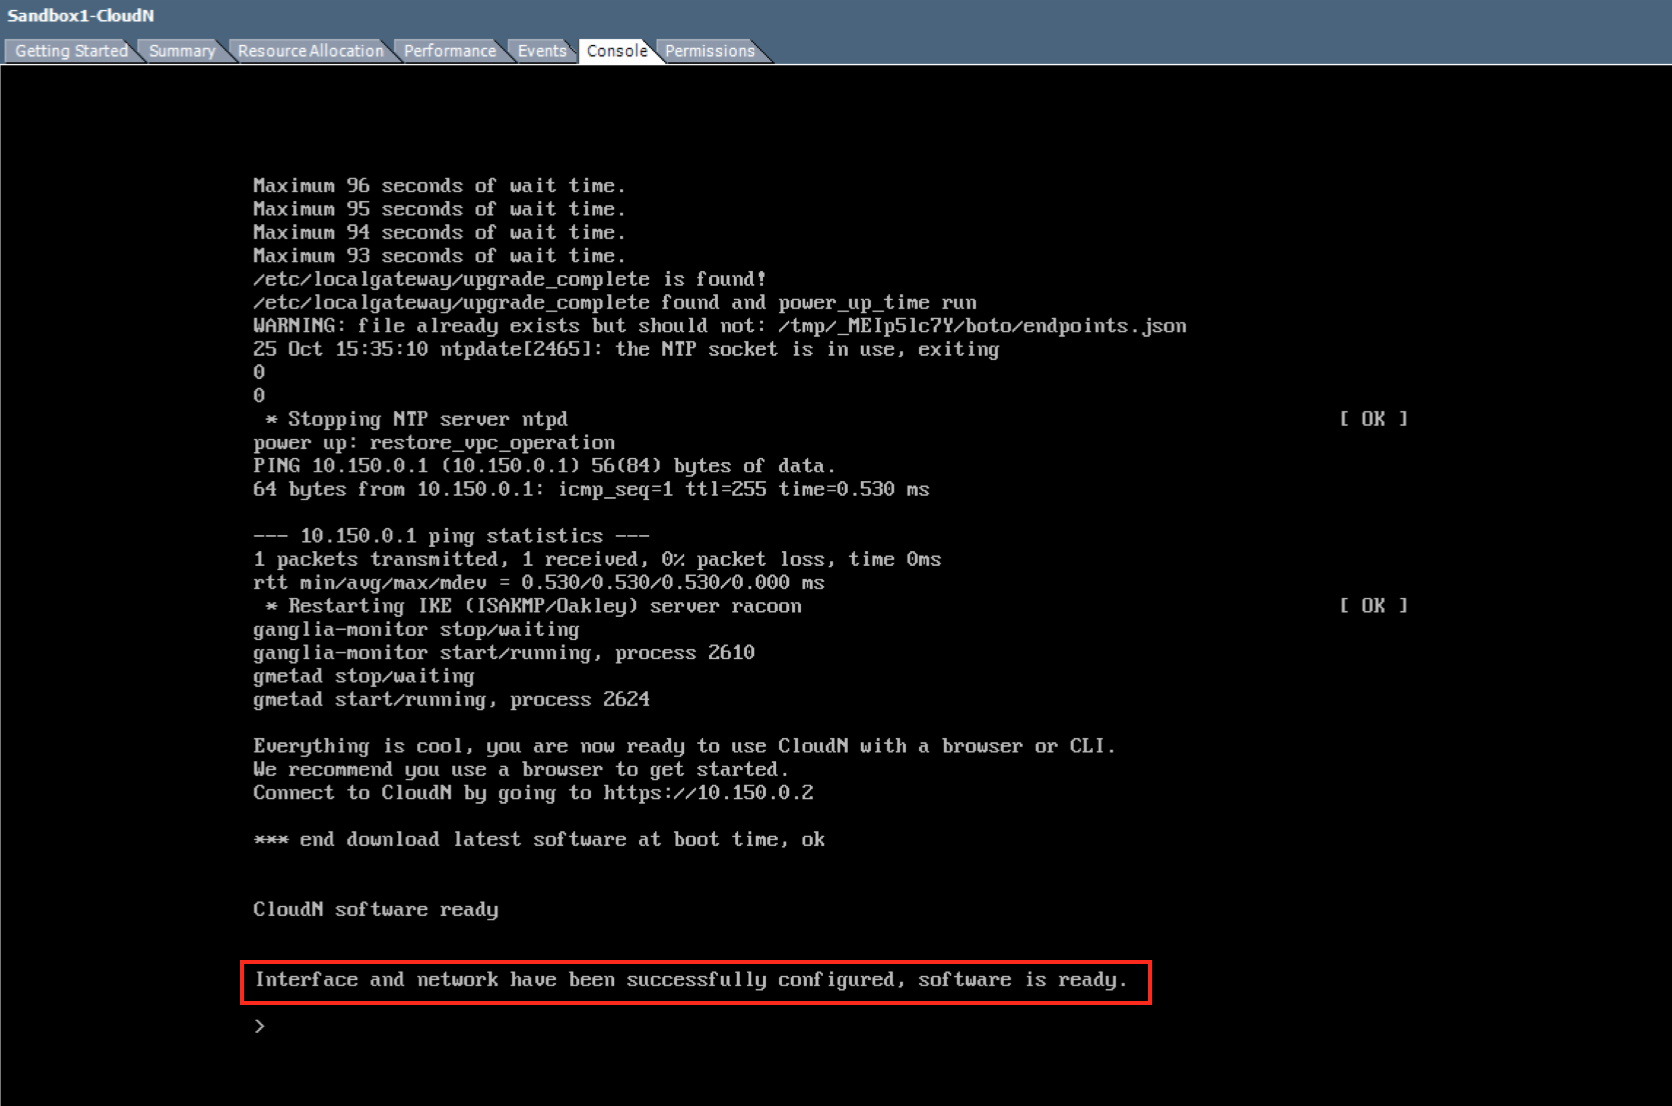 Sandbox1-CloudN
Getting Started Summary Resource Allocation Performance Events Console Permissions
Maximum 96 seconds of wait time.
Maximum 95 seconds of wait time.
Maximum 94 seconds of wait time.
Maximum 93 seconds of wait time.
/etc/localgateway/upgrade_complete is found!
/etc/localgateway/upgrade_complete found and power_up_time run
WARNING: file already exists but should not: /tmp/_MEIp5lc7Y/boto/endpoints.json
25 Oct 15:35:10 ntpdate[2465]: the NTP socket is in use, exiting
0
0
* Stopping NTP server ntpd [ OK ]
power up: restore_vpc_operation
PING 10.150.0.1 (10.150.0.1) 56(84) bytes of data.
64 bytes from 10.150.0.1: icmp_seq=1 ttl=255 time=0.530 ms
--- 10.150.0.1 ping statistics ---
1 packets transmitted, 1 received, 0% packet loss, time 0ms
rtt min/avg/max/mdev = 0.530/0.530/0.530/0.000 ms
* Restarting IKE (ISAKMP/Oakley) server racoon [ OK ]
ganglia-monitor stop/waiting
ganglia-monitor start/running, process 2610
gmetad stop/waiting
gmetad start/running, process 2624
Everything is cool, you are now ready to use CloudN with a browser or CLI.
We recommend you use a browser to get started.
Connect to CloudN by going to https://10.150.0.2
*** end download latest software at boot time, ok
CloudN software ready
Interface and network have been successfully configured, software is ready.
>